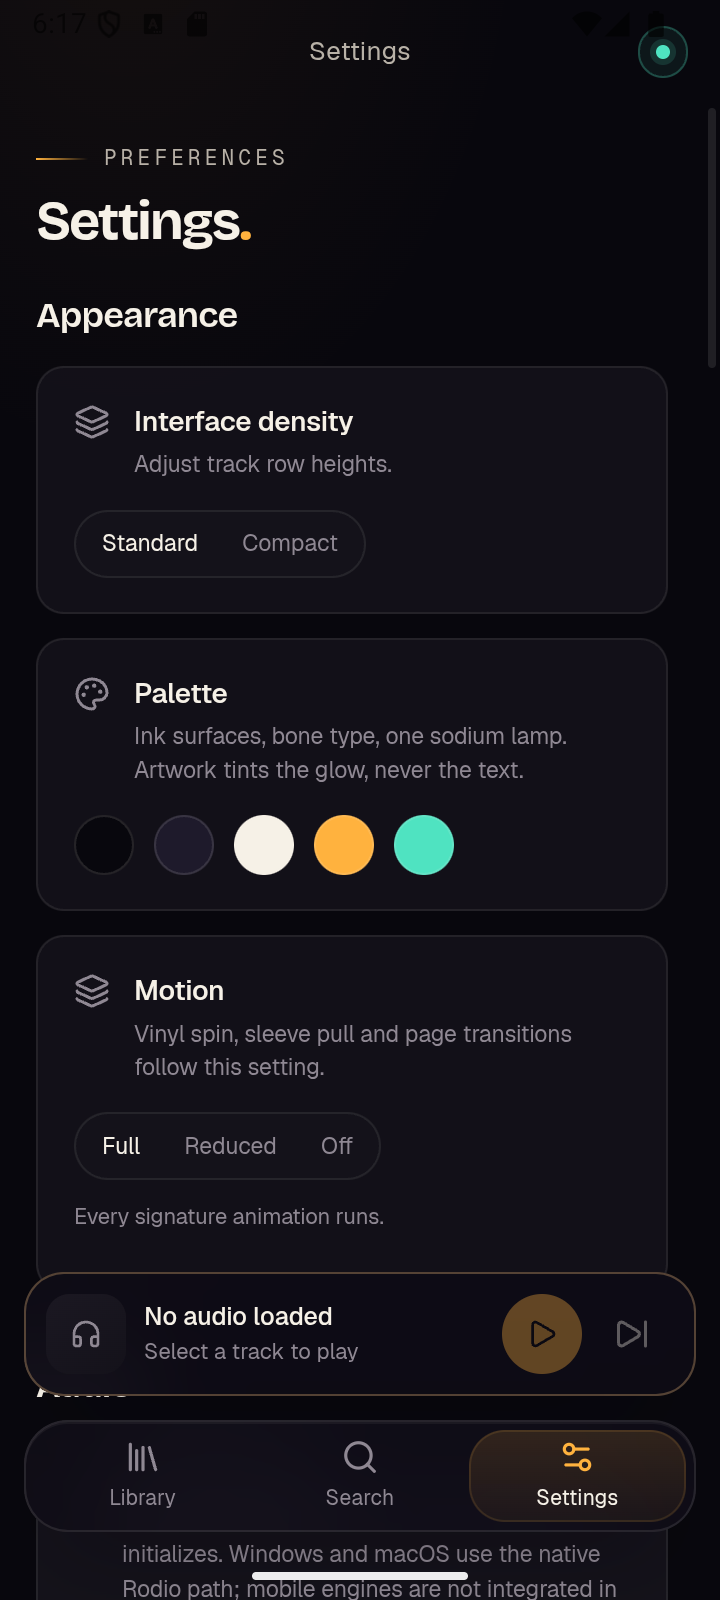 6:17
Settings
PREFERENCES
Settings.
Appearance
Interface density
Adjust track row heights.
Standard Compact
Palette
Ink surfaces, bone type, one sodium lamp.
Artwork tints the glow, never the text.
Motion
Vinyl spin, sleeve pull and page transitions
follow this setting.
Full Reduced Off
Every signature animation runs.
No audio loaded
Select a track to play
Library Search Settings
initializes. Windows and macOS use the native
Rodio path; mobile engines are not integrated in